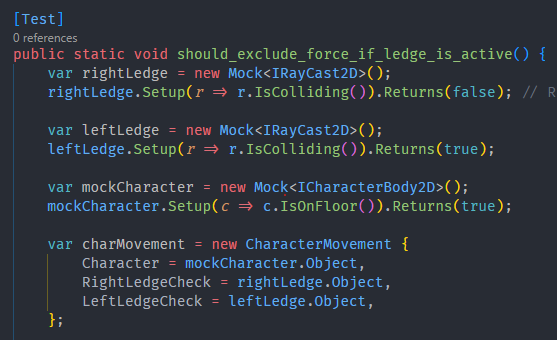 [Test]
0 references
public static void should_exclude_force_if_ledge_is_active() {
var rightLedge = new Mock<IRayCast2D>();
rightLedge.Setup(r => r.IsColliding()).Returns(false); // R
var leftLedge = new Mock<IRayCast2D>();
leftLedge.Setup(r => r.IsColliding()).Returns(true);
var mockCharacter = new Mock<ICharacterBody2D>();
mockCharacter.Setup(c => c.IsOnFloor()).Returns(true);
var charMovement = new CharacterMovement {
Character = mockCharacter.Object,
RightLedgeCheck = rightLedge.Object,
LeftLedgeCheck = leftLedge.Object,
};